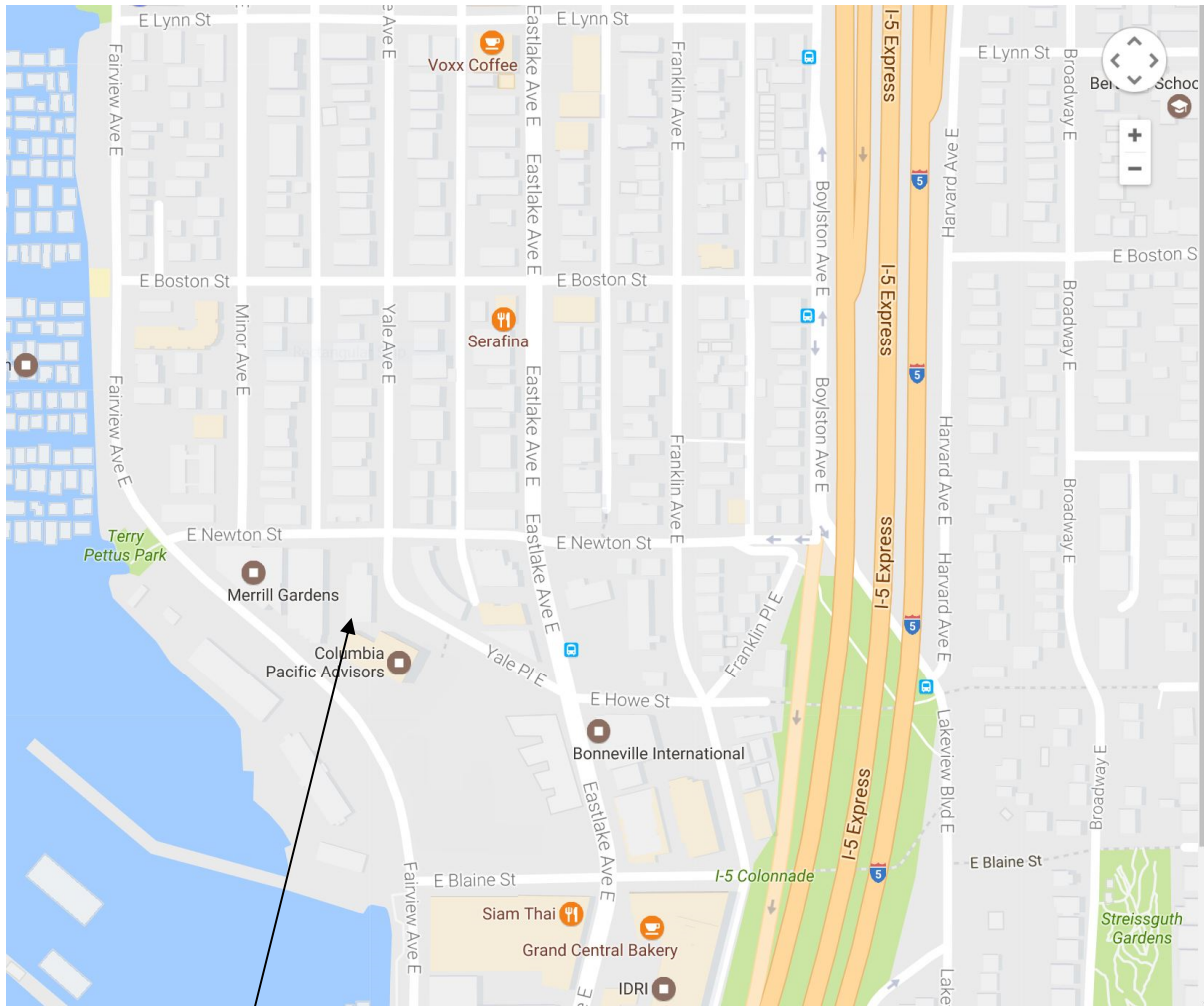 E Lynn St
E Lynn St
E Lynn St
Voxx Coffee
Fairview Ave E
Eastlake Ave E
Franklin Ave E
I-5 Express
Broadway E
Harvard Ave E
5
Eastlake Ave E
Boylston Ave E
E Boston St
E Boston St
E Boston S
Minor Ave E
Yale Ave E
Serafina
I-5 Express
Broadway E
5
Fairview Ave E
Eastlake Ave E
Boylston Ave E
Franklin Ave E
Harvard Ave E
Broadway E
Terry
Pettus Park
E Newton St
E Newton St
Eastlake Ave E
I-5 Express
Harvard Ave E
Merrill Gardens
Franklin Pl E
5
Columbia
Pacific Advisors
Yale Pl E
E Howe St
Lakeview Blvd E
Bonneville International
Eastlake Ave E
I-5 Express
Broadway E
Fairview Ave E
E Blaine St
I-5 Colonnade
5
E Blaine St
Siam Thai
Grand Central Bakery
Streissguth
Gardens
IDRI